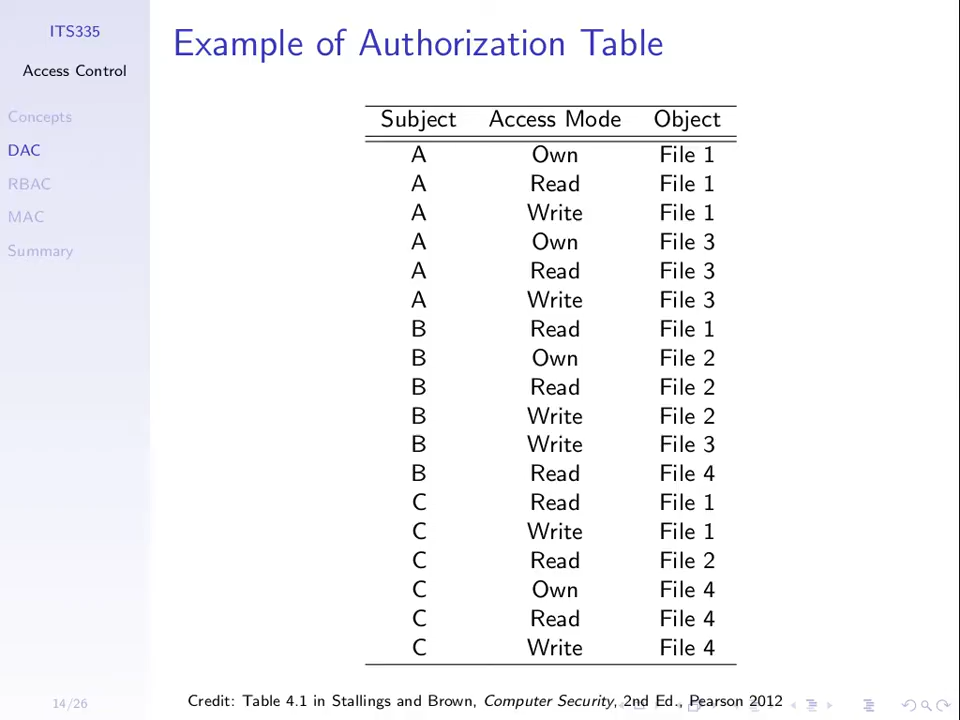 ITS335
Access Control
Concepts
DAC
RBAC
MAC
Summary
14/26
Example of Authorization Table
Subject Access Mode Object
A Own File 1
A Read File 1
A Write File 1
A Own File 3
A Read File 3
A Write File 3
B Read File 1
B Own File 2
B Read File 2
B Write File 2
B Write File 3
B Read File 4
C Read File 1
C Write File 1
C Read File 2
C Own File 4
C Read File 4
C Write File 4
Credit: Table 4.1 in Stallings and Brown, Computer Security, 2nd Ed., Pearson 2012